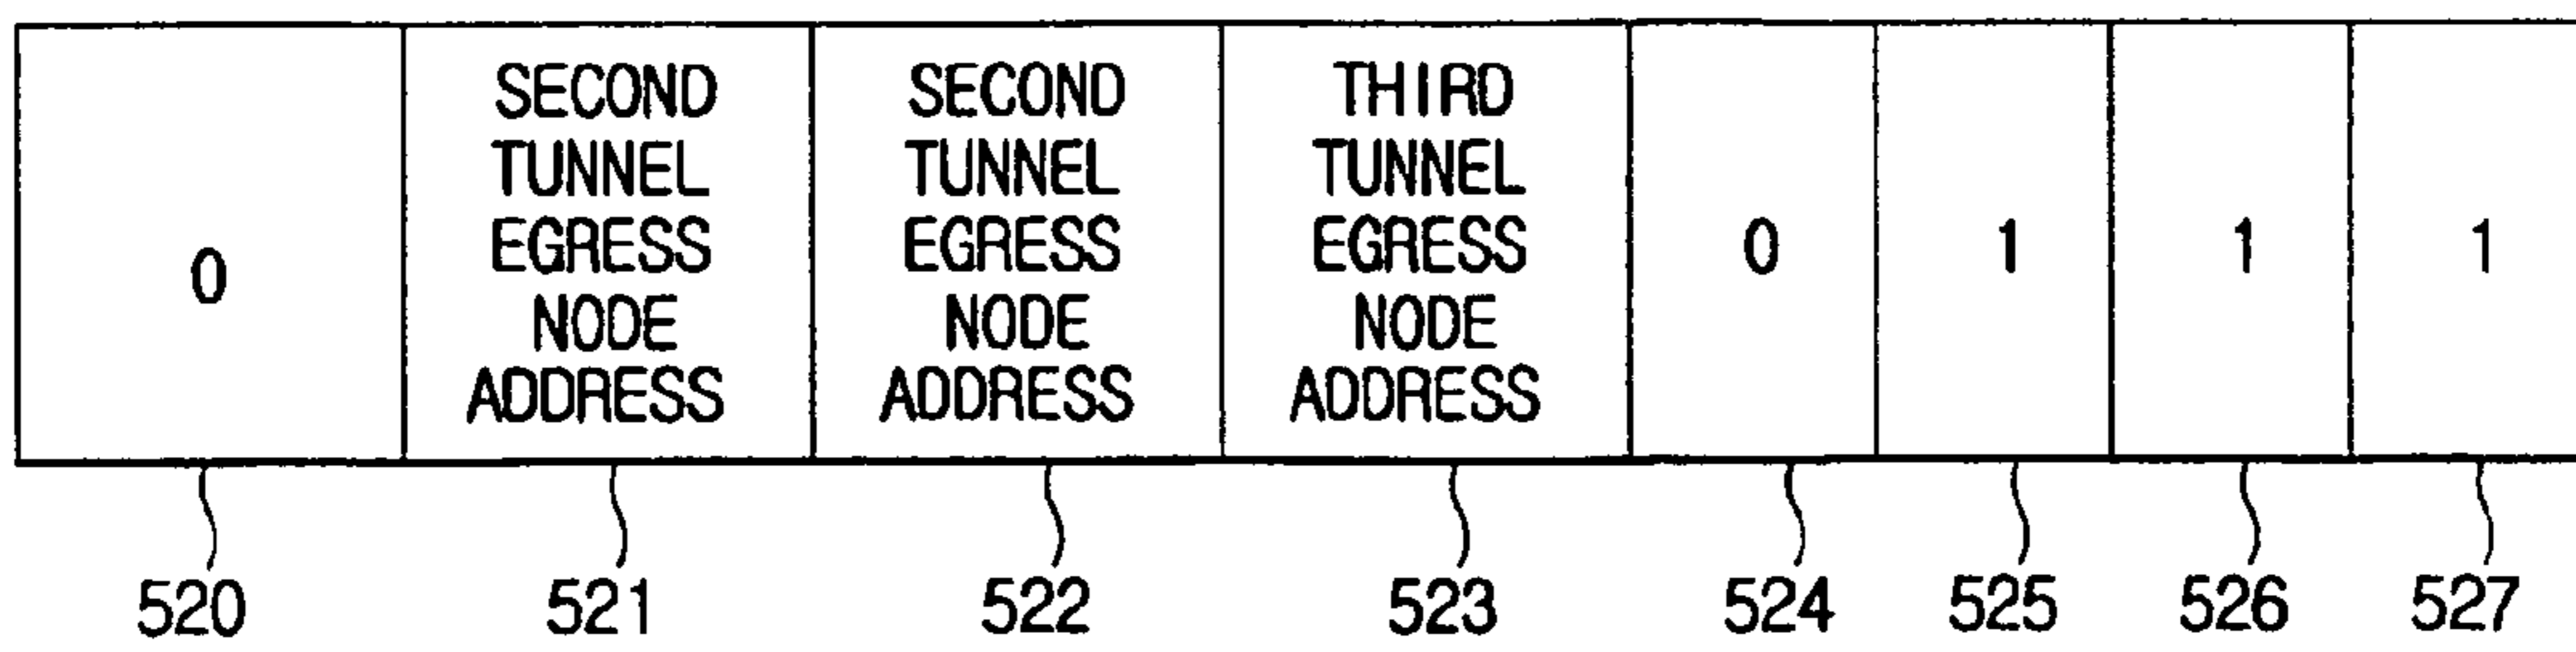 0
SECOND
TUNNEL
EGRESS
NODE
ADDRESS
SECOND
TUNNEL
EGRESS
NODE
ADDRESS
THIRD
TUNNEL
EGRESS
NODE
ADDRESS
0
1
1
1
520
521
522
523
524
525
526
527